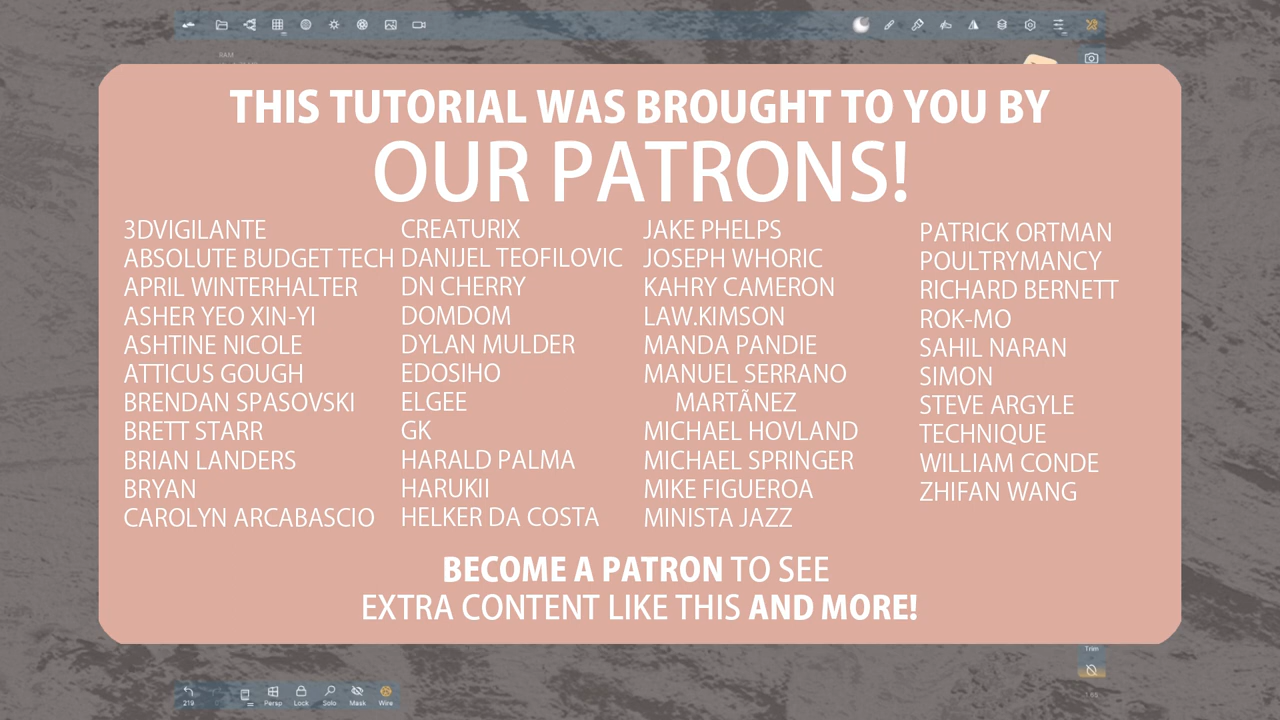 RAM
THIS TUTORIAL WAS BROUGHT TO YOU BY
OUR PATRONS!
3DVIGILANTE
ABSOLUTE BUDGET TECH
APRIL WINTERHALTER
ASHER YEO XIN-YI
ASHTINE NICOLE
ATTICUS GOUGH
BRENDAN SPASOVSKI
BRETT STARR
BRIAN LANDERS
BRYAN
CAROLYN ARCABASCIO
CREATURIX
DANIJEL TEOFILOVIC
DN CHERRY
DOMDOM
DYLAN MULDER
EDOSIHO
ELGEE
GK
HARALD PALMA
HARUKII
HELKER DA COSTA
JAKE PHELPS
JOSEPH WHORIC
KAHRY CAMERON
LAW.KIMSON
MANDA PANDIE
MANUEL SERRANO
MARTÃNEZ
MICHAEL HOVLAND
MICHAEL SPRINGER
MIKE FIGUEROA
MINISTA JAZZ
PATRICK ORTMAN
POULTRYMANCY
RICHARD BERNETT
ROK-MO
SAHIL NARAN
SIMON
STEVE ARGYLE
TECHNIQUE
WILLIAM CONDE
ZHIFAN WANG
BECOME A PATRON TO SEE
EXTRA CONTENT LIKE THIS AND MORE!
Trim
219 Persp Lock Solo Mask Wire